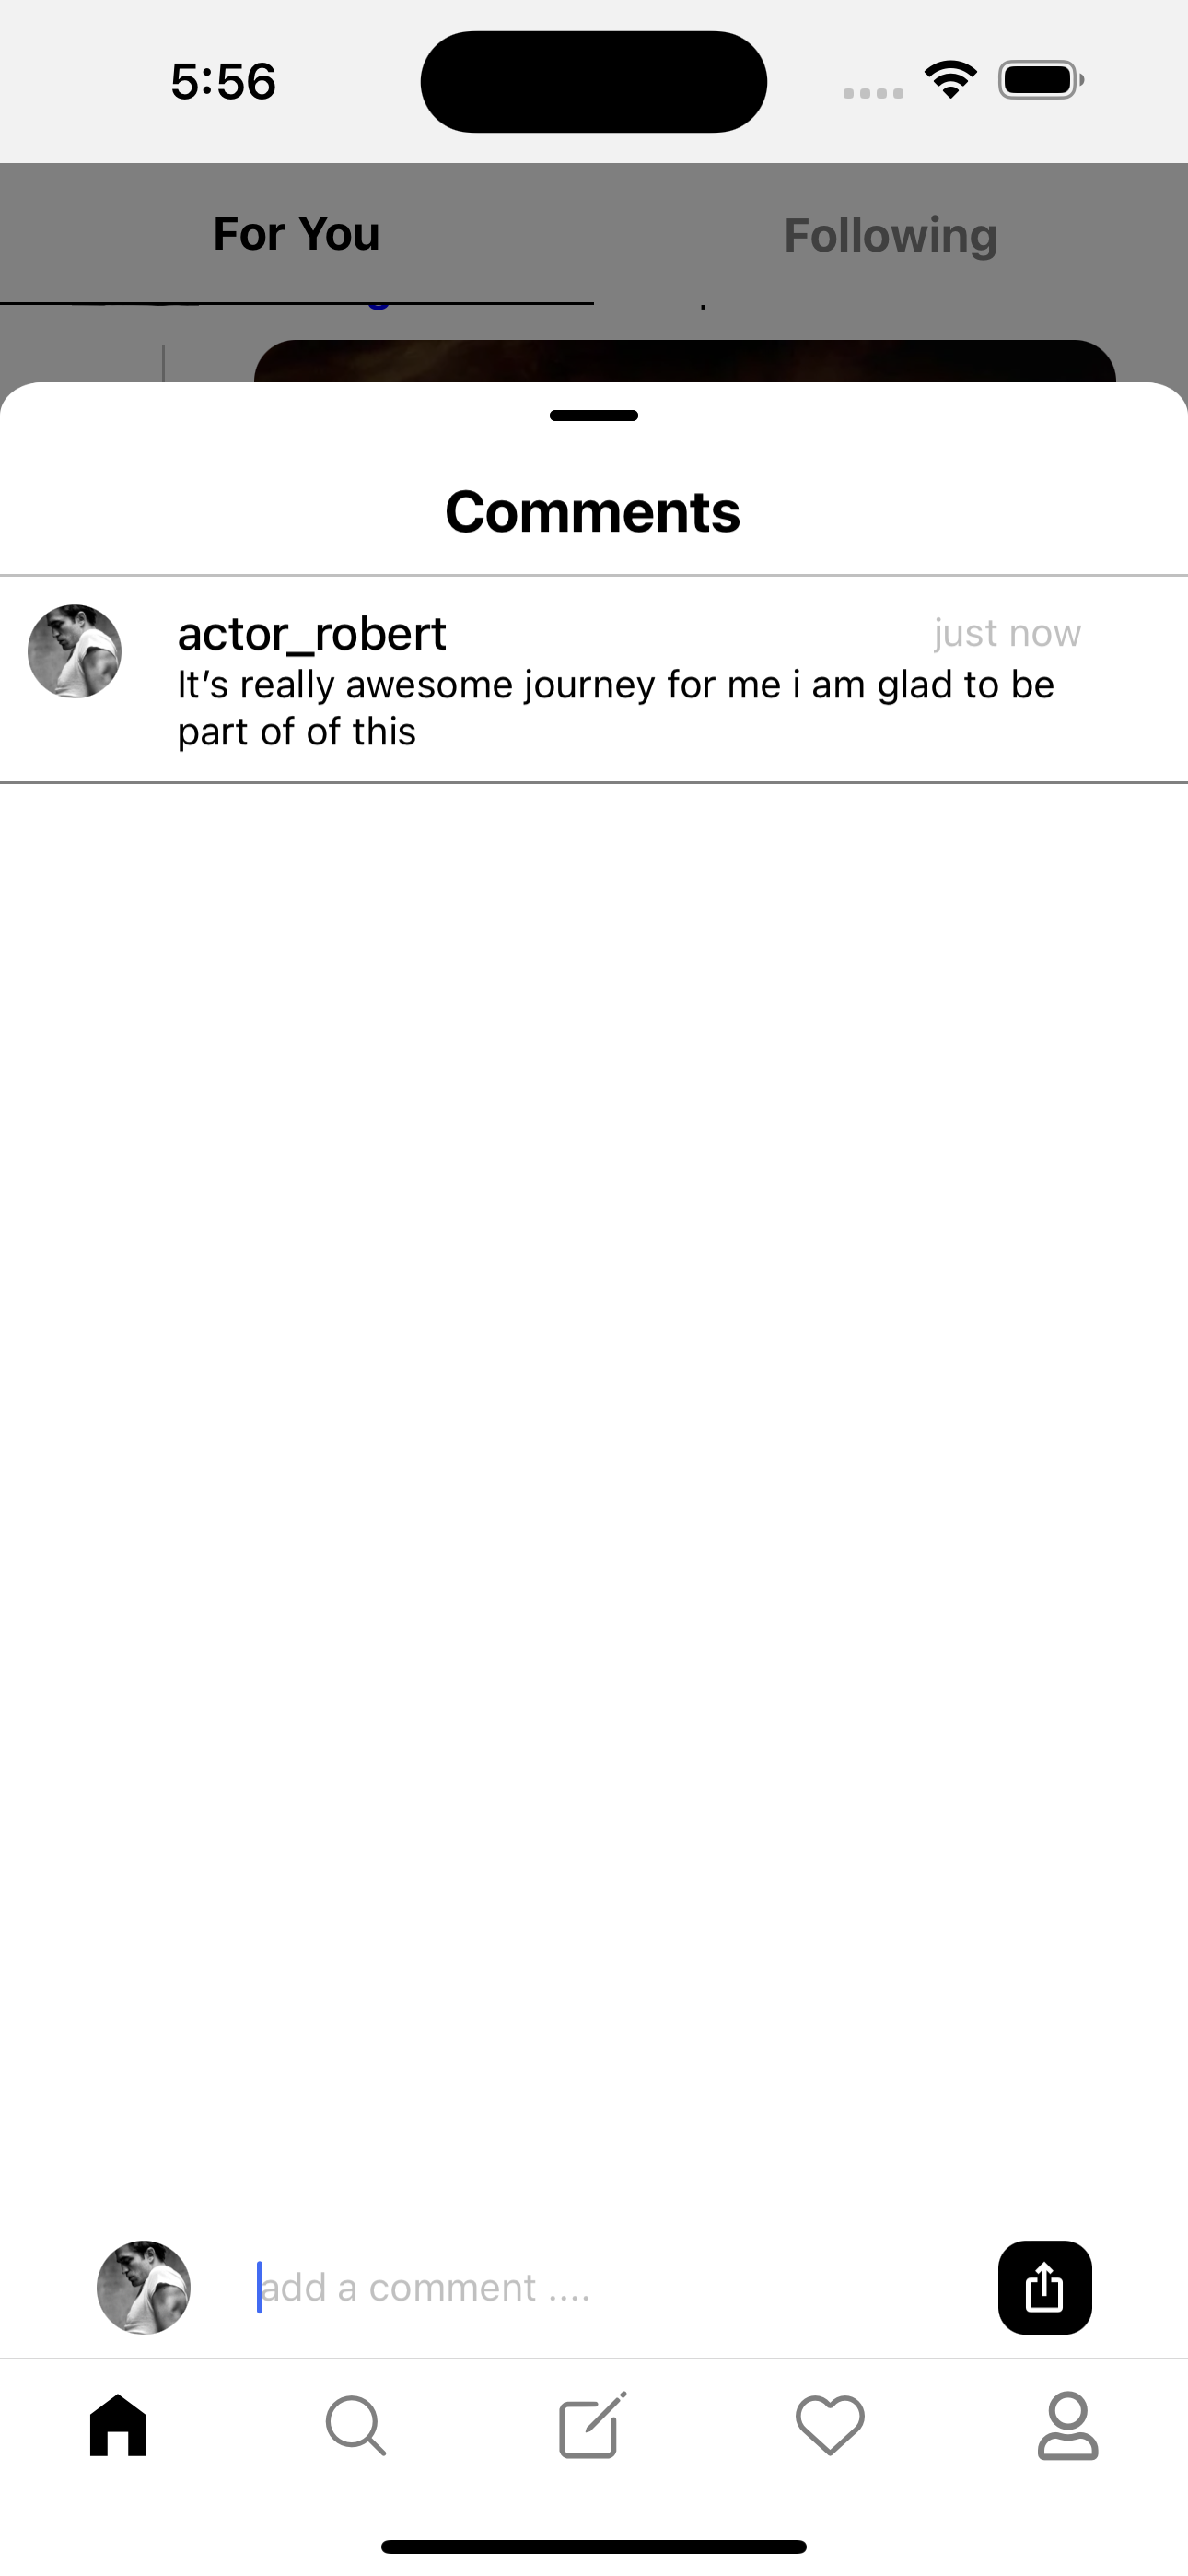 5:56
For You
Following
Comments
actor_robert
just now
It’s really awesome journey for me i am glad to be
part of of this
add a comment ....